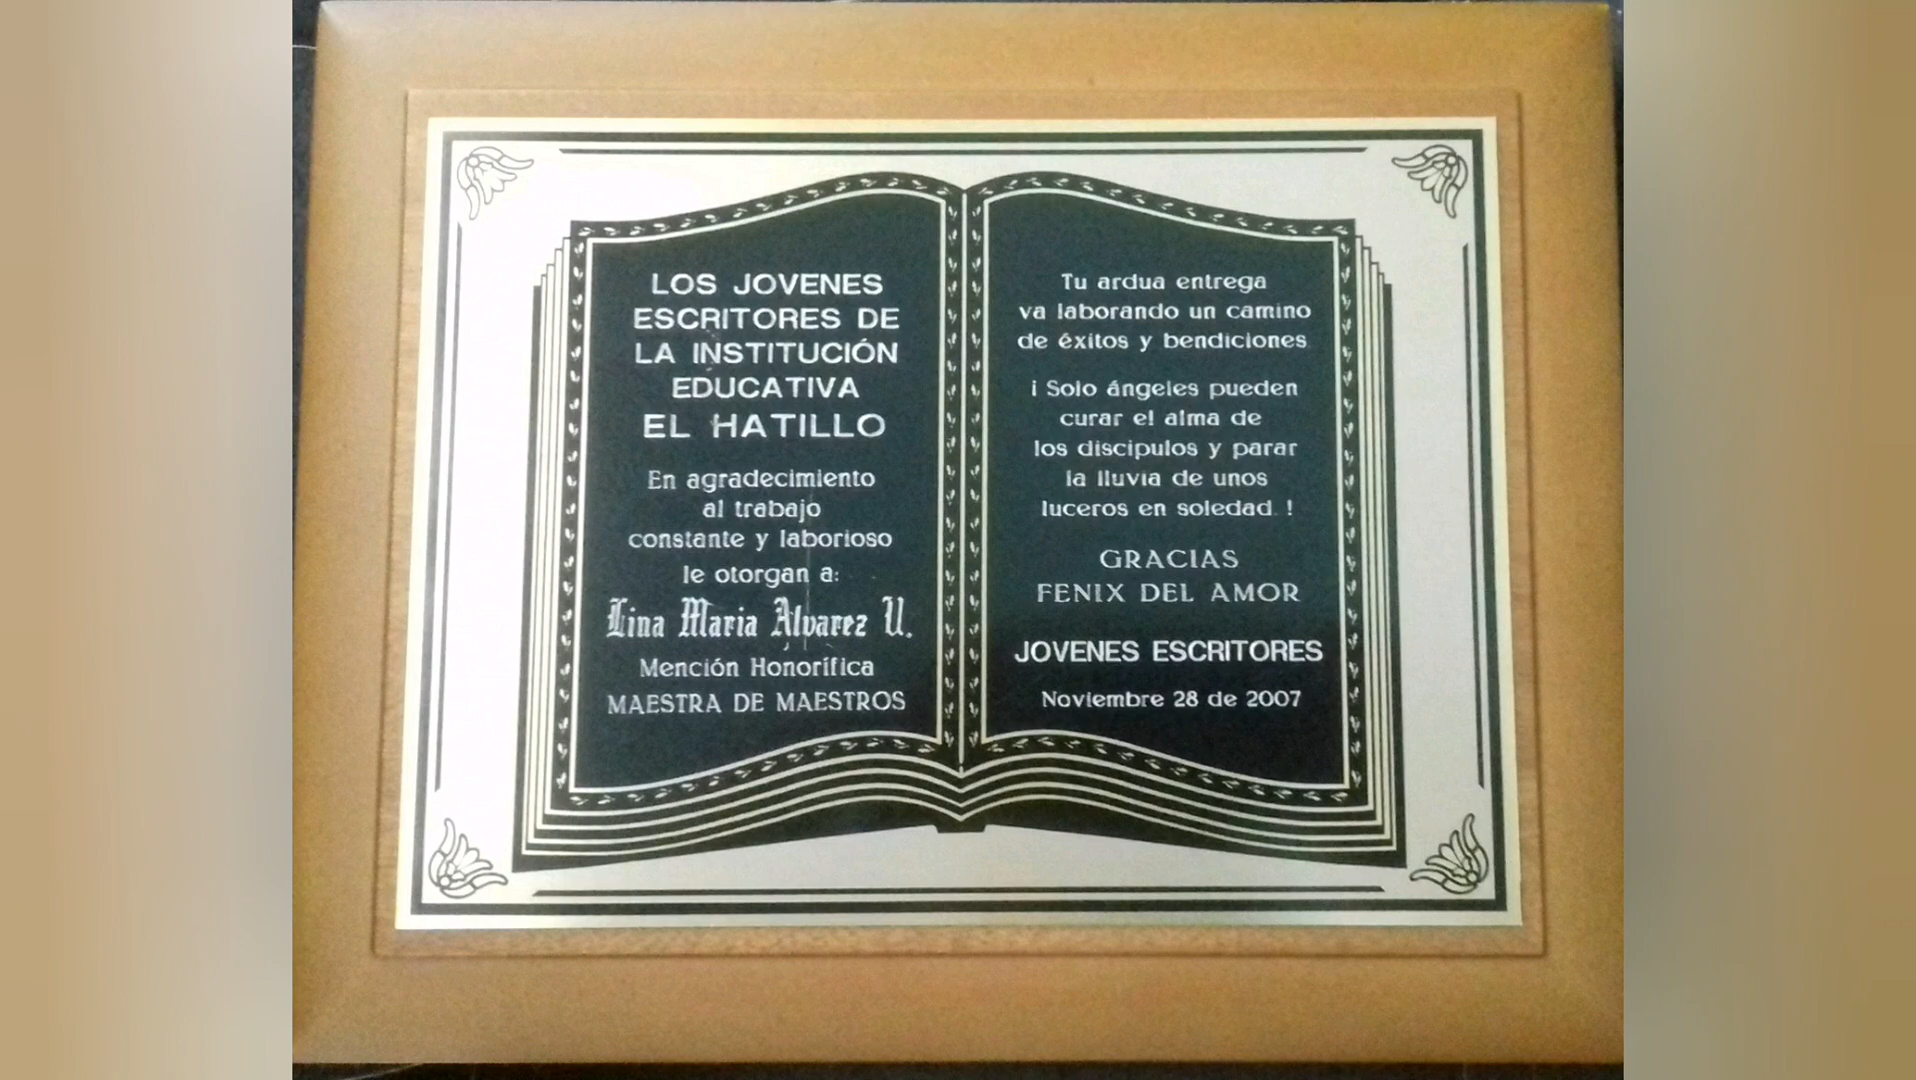 LOS JOVENES
ESCRITORES DE
LA INSTITUCIÓN
EDUCATIVA
EL HATILLO
En agradecimiento
al trabajo
constante y laborioso
le otorgan a:
Lina Maria Alvarez U.
Mención Honorífica
MAESTRA DE MAESTROS
Tu ardua entrega
va laborando un camino
de éxitos y bendiciones
¡ Solo ángeles pueden
curar el alma de
los discipulos y parar
la lluvia de unos
luceros en soledad. !
GRACIAS
FENIX DEL AMOR
JOVENES ESCRITORES
Noviembre 28 de 2007